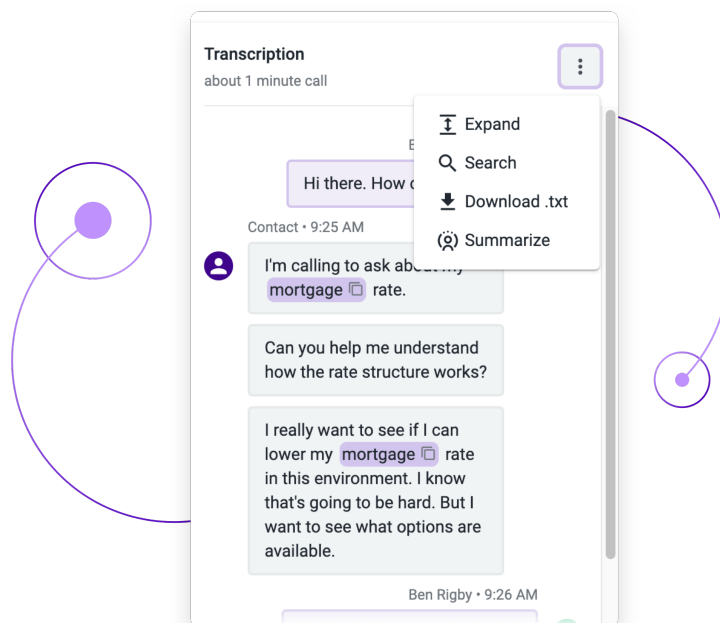 Transcription
about 1 minute call
Expand
Search
Download .txt
Summarize
Hi there. How
Contact • 9:25 AM
I'm calling to ask about my
mortgage rate.
Can you help me understand
how the rate structure works?
I really want to see if I can
lower my mortgage rate
in this environment. I know
that's going to be hard. But I
want to see what options are
available.
Ben Rigby • 9:26 AM